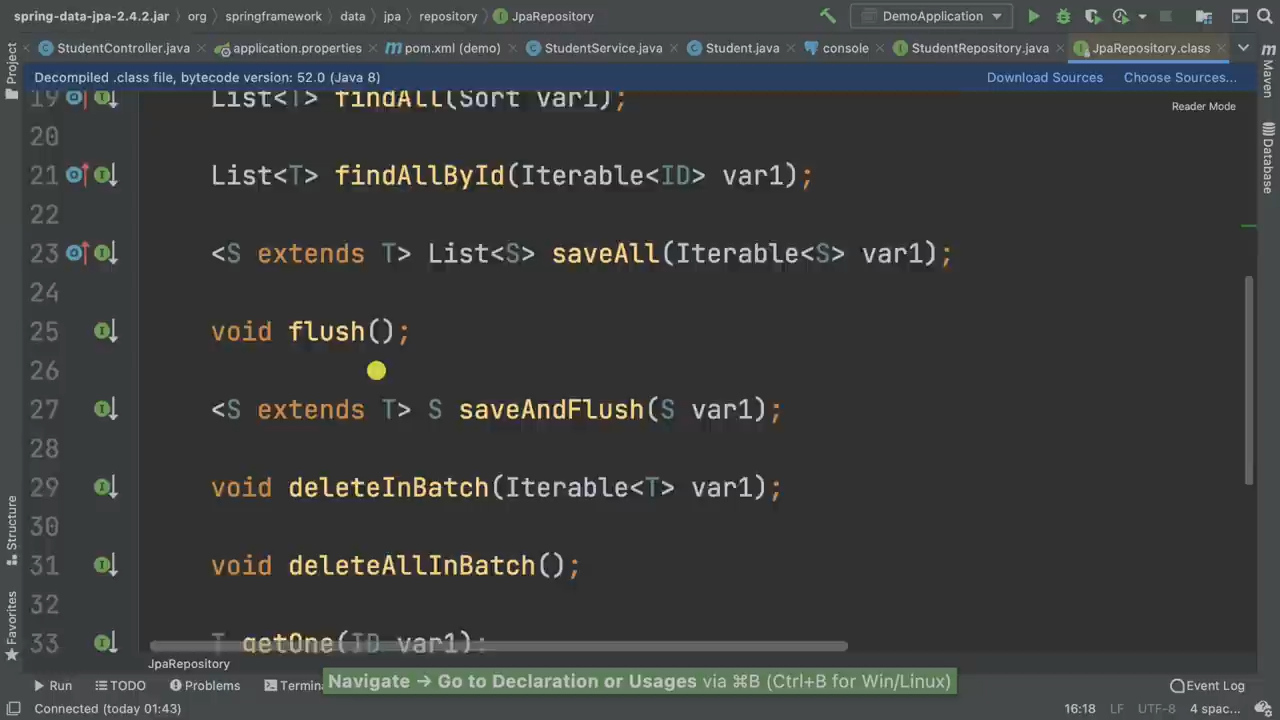 spring-data-jpa-2.4.2.jar › org › springframework › data › jpa › repository › JpaRepository
DemoApplication
StudentController.java × application.properties × pom.xml (demo) × StudentService.java × Student.java × console × StudentRepository.java × JpaRepository.class ×
Decompiled .class file, bytecode version: 52.0 (Java 8) Download Sources Choose Sources...
Reader Mode
19 List<T> findAll(Sort var1);
20
21 List<T> findAllById(Iterable<ID> var1);
22
23 <S extends T> List<S> saveAll(Iterable<S> var1);
24
25 void flush();
26
27 <S extends T> S saveAndFlush(S var1);
28
29 void deleteInBatch(Iterable<T> var1);
30
31 void deleteAllInBatch();
32
33 T getOne(ID var1);
JpaRepository
Navigate → Go to Declaration or Usages via ⌘B (Ctrl+B for Win/Linux)
Run TODO Problems Event Log
Connected (today 01:43) 16:18 LF UTF-8 4 spac...
Project
Structure
Favorites
Maven
Database